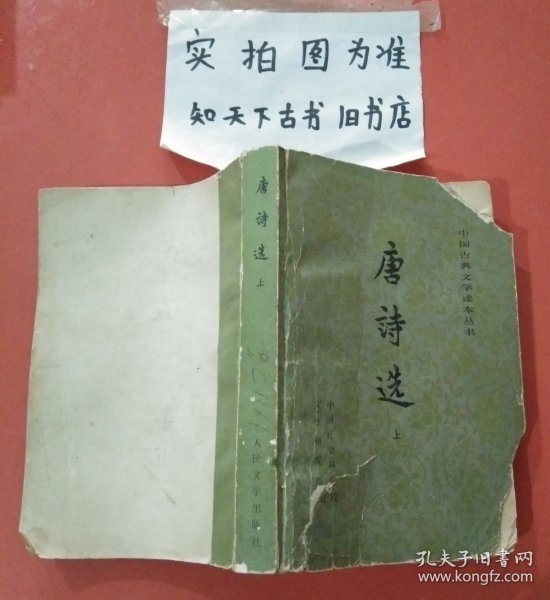 实拍图为准
知天下古书旧书店
唐诗选
上
人民文学出版社
中国古典文学读本丛书
唐詩选
上
孔夫子旧书网
www.kongfz.com